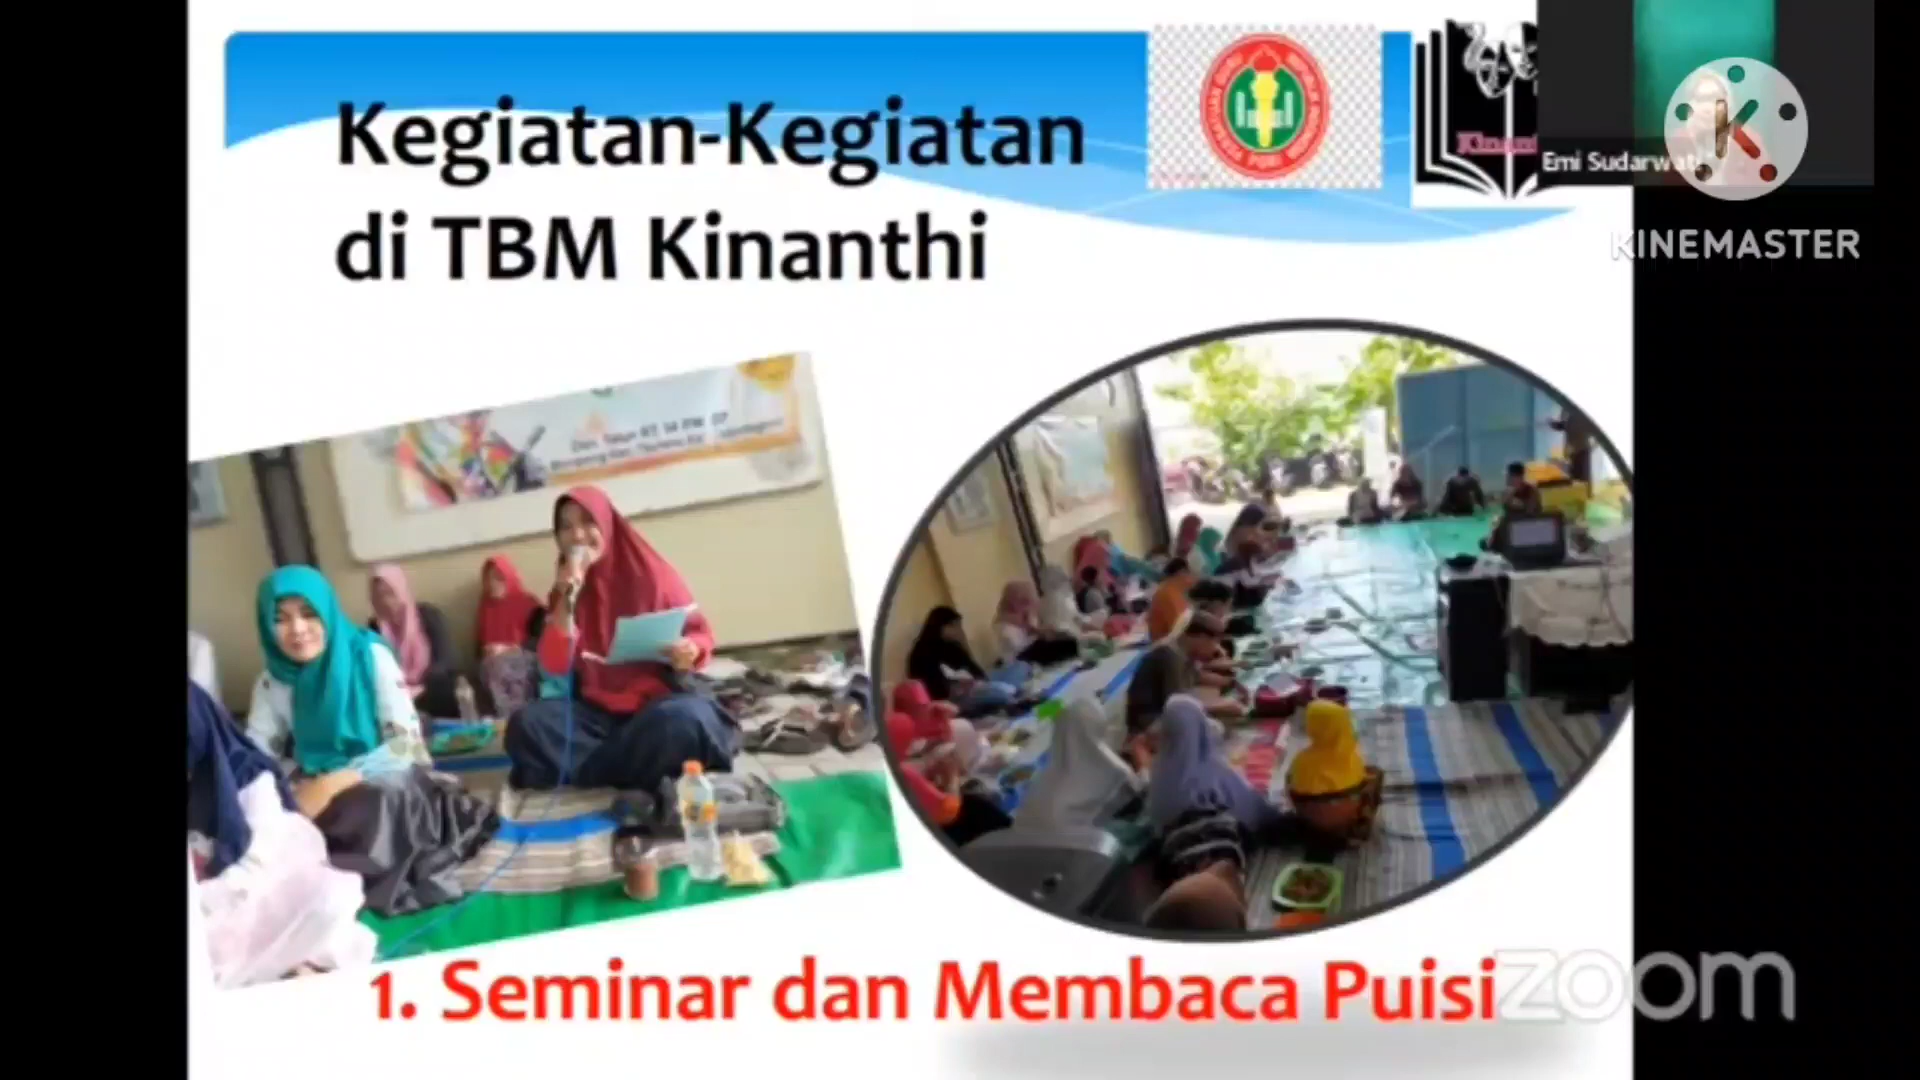 Kegiatan-Kegiatan
di TBM Kinanthi
Emi Sudarwati
KINEMASTER
1. Seminar dan Membaca Puisi
zoom